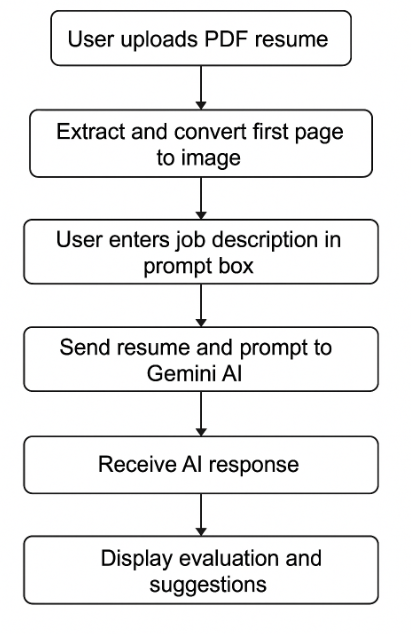 User uploads PDF resume
Extract and convert first page
to image
User enters job description in
prompt box
Send resume and prompt to
Gemini AI
Receive AI response
Display evaluation and
suggestions